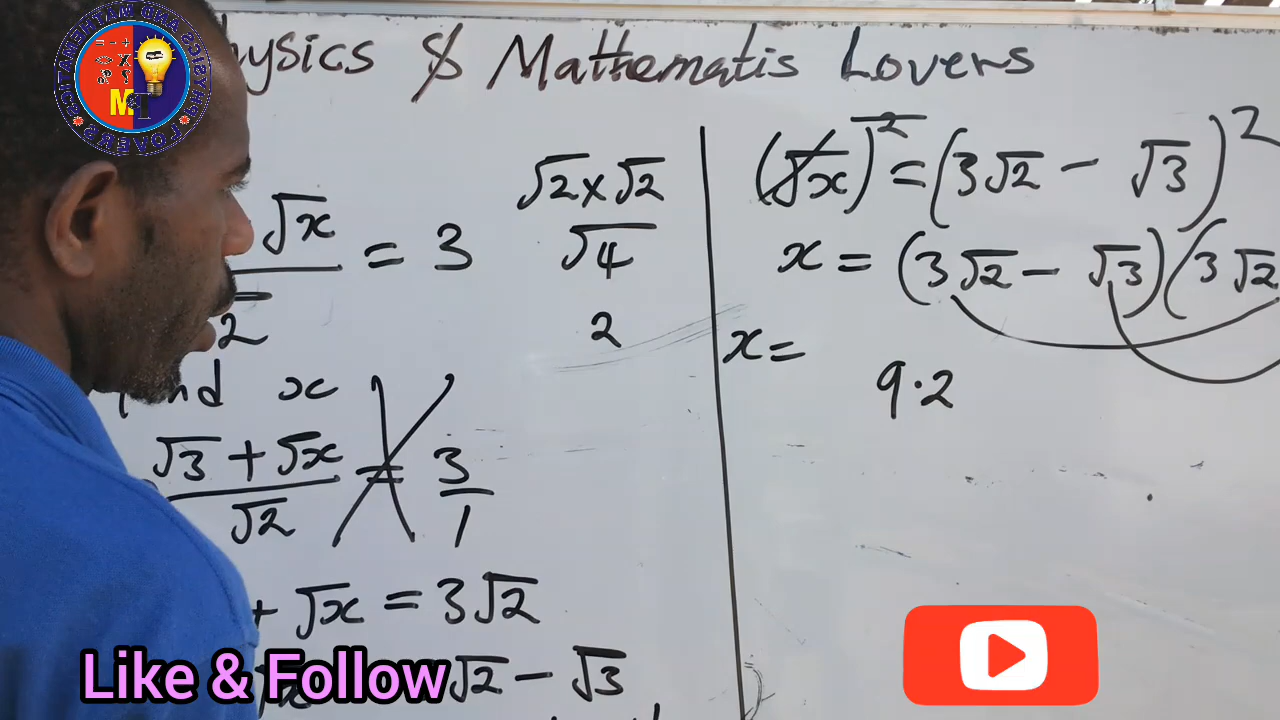 Physics & Mathematis Lovers
√x = 3
2
find x
(√3 + √x)/√2 = 3/1
+ √x = 3√2
√2 − √3
√2 × √2
√4
2
(√x)² = (3√2 − √3)²
x = (3√2 − √3)(3√2
x =
9·2
Like & Follow